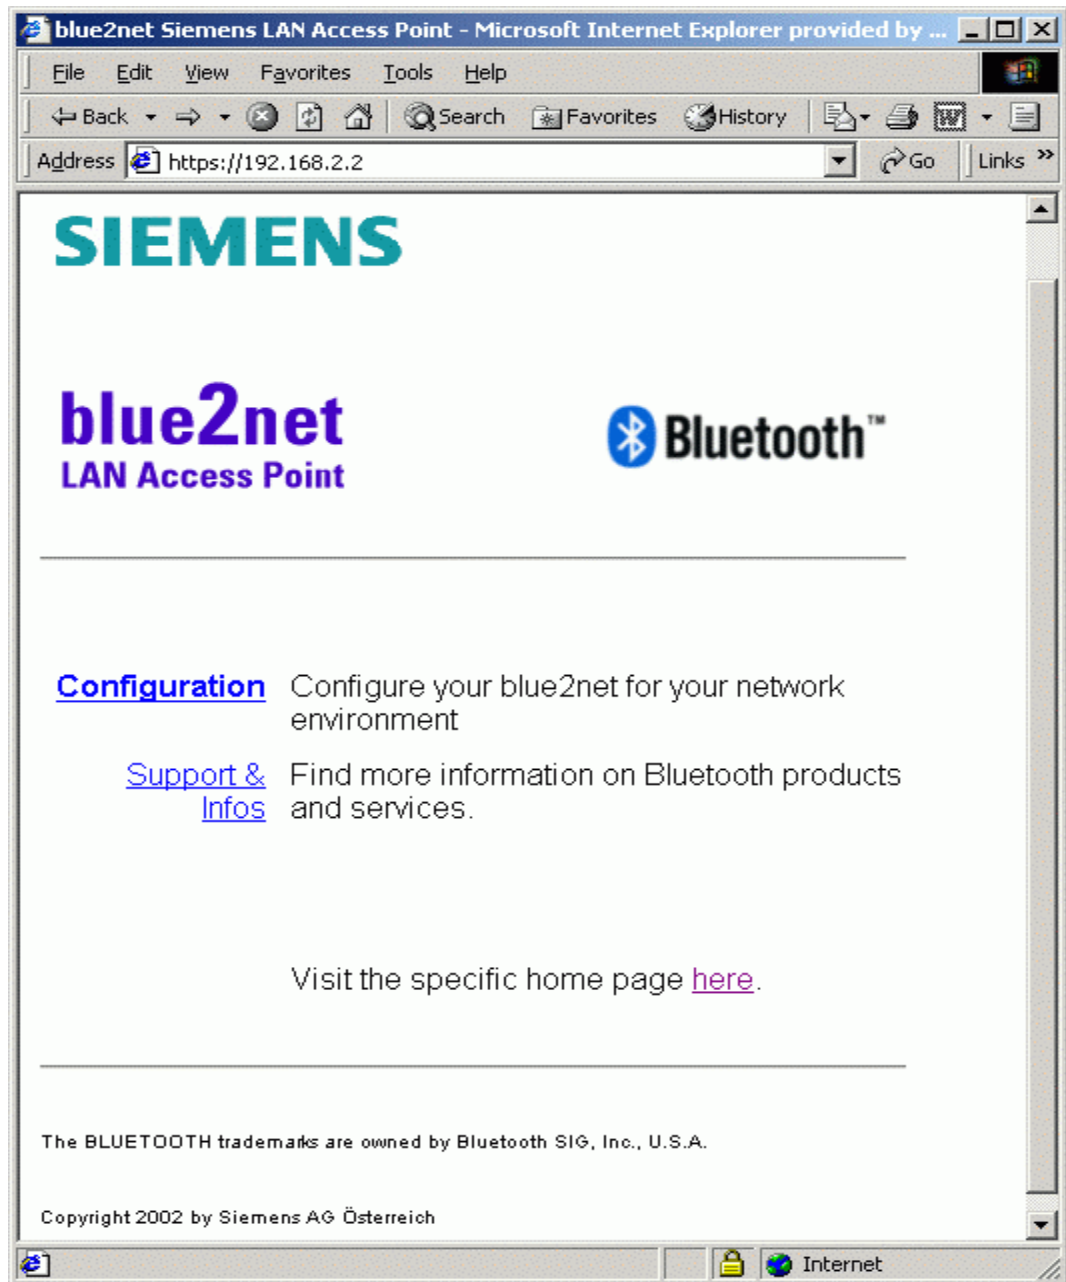 blue2net Siemens LAN Access Point - Microsoft Internet Explorer provided by ...
File Edit View Favorites Tools Help
Back Search Favorites History
Address https://192.168.2.2 Go Links »
SIEMENS
blue2net
LAN Access Point
Bluetooth™
Configuration Configure your blue2net for your network
environment
Support & Find more information on Bluetooth products
Infos and services.
Visit the specific home page here.
The BLUETOOTH trademarks are owned by Bluetooth SIG, Inc., U.S.A.
Copyright 2002 by Siemens AG Österreich
Internet